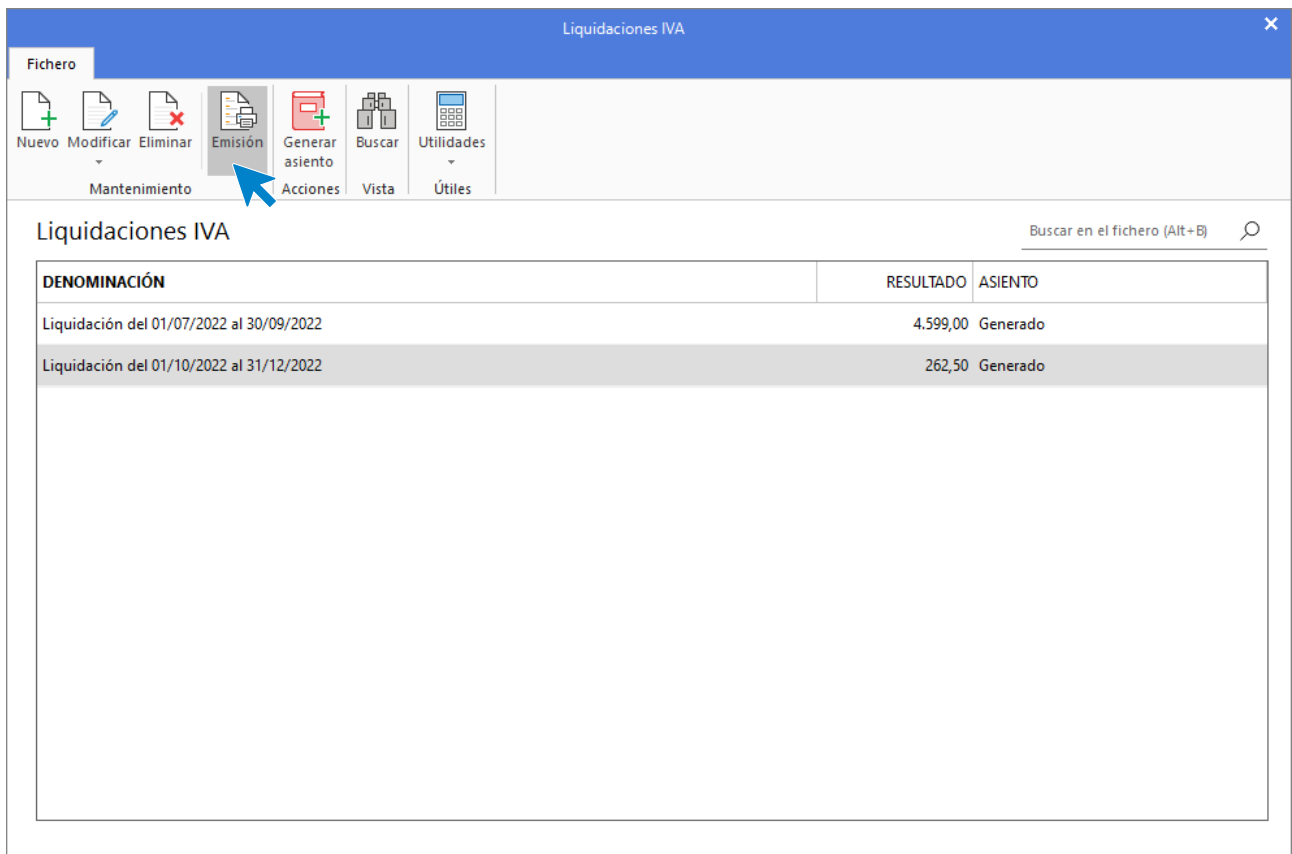 Liquidaciones IVA
Fichero
Nuevo Modificar Eliminar Emisión Generar asiento Buscar Utilidades
Mantenimiento Acciones Vista Útiles
Liquidaciones IVA Buscar en el fichero (Alt+B)
DENOMINACIÓN RESULTADO ASIENTO
Liquidación del 01/07/2022 al 30/09/2022 4.599,00 Generado
Liquidación del 01/10/2022 al 31/12/2022 262,50 Generado